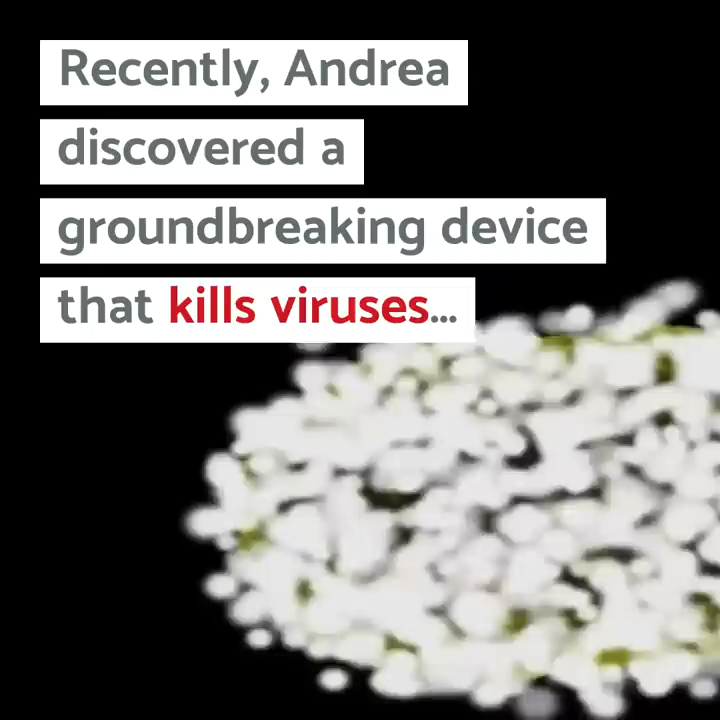 Recently, Andrea
discovered a
groundbreaking device
that kills viruses...